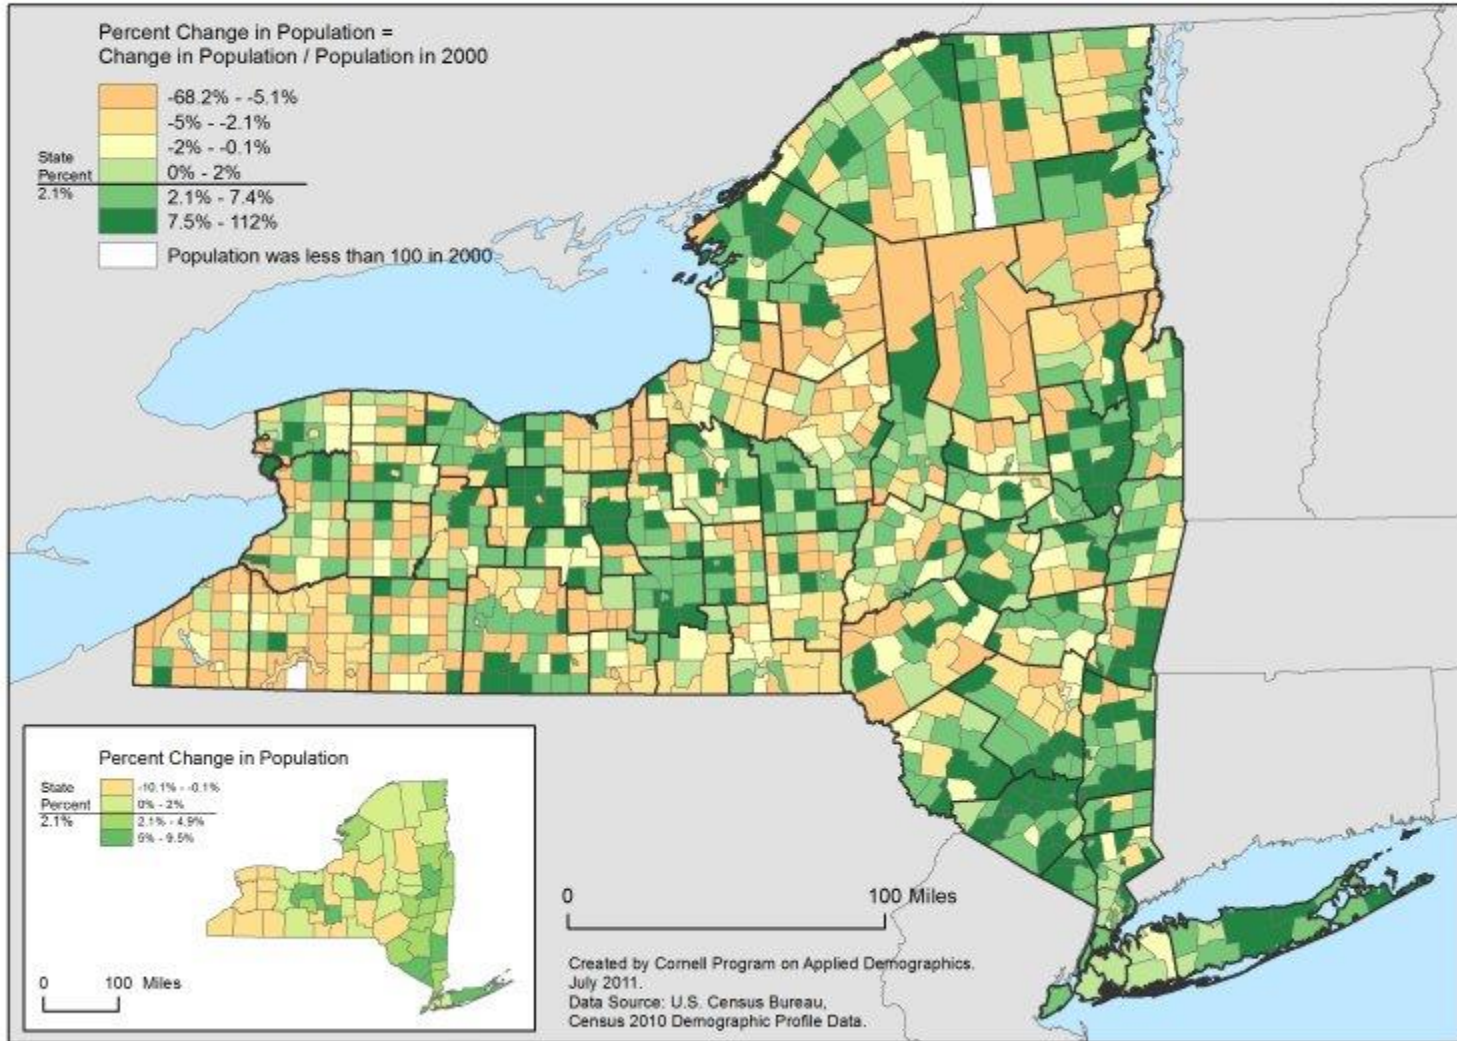 Percent Change in Population =
Change in Population / Population in 2000
-68.2% - -5.1%
-5% - -2.1%
-2% - -0.1%
0% - 2%
State
Percent
2.1%
2.1% - 7.4%
7.5% - 112%
Population was less than 100 in 2000
Percent Change in Population
-10.1% - -0.1%
0% - 2%
State
Percent
2.1%
2.1% - 4.9%
5% - 9.5%
0 100 Miles
0 100 Miles
Created by Cornell Program on Applied Demographics.
July 2011.
Data Source: U.S. Census Bureau,
Census 2010 Demographic Profile Data.